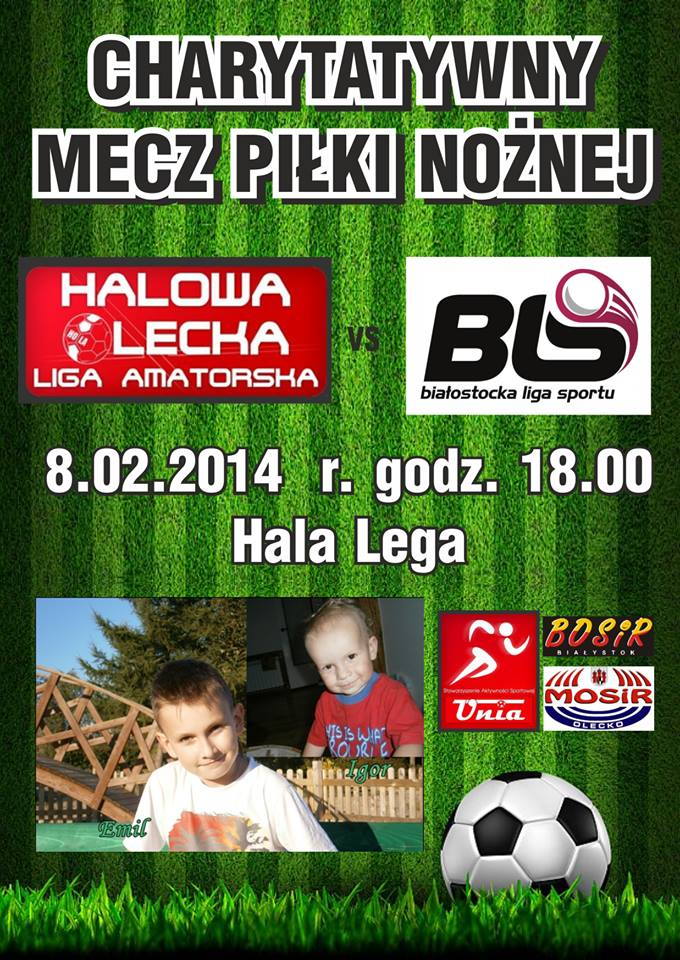 CHARYTATYWNY
MECZ PIŁKI NOŻNEJ
HALOWA
OLECKA
LIGA AMATORSKA
vs
BLS
białostocka liga sportu
8.02.2014 r. godz. 18.00
Hala Lega
Emil
Igor
Stowarzyszenie Aktywności Sportowej
Unia
BOSiR
BIAŁYSTOK
MOSiR
OLECKO